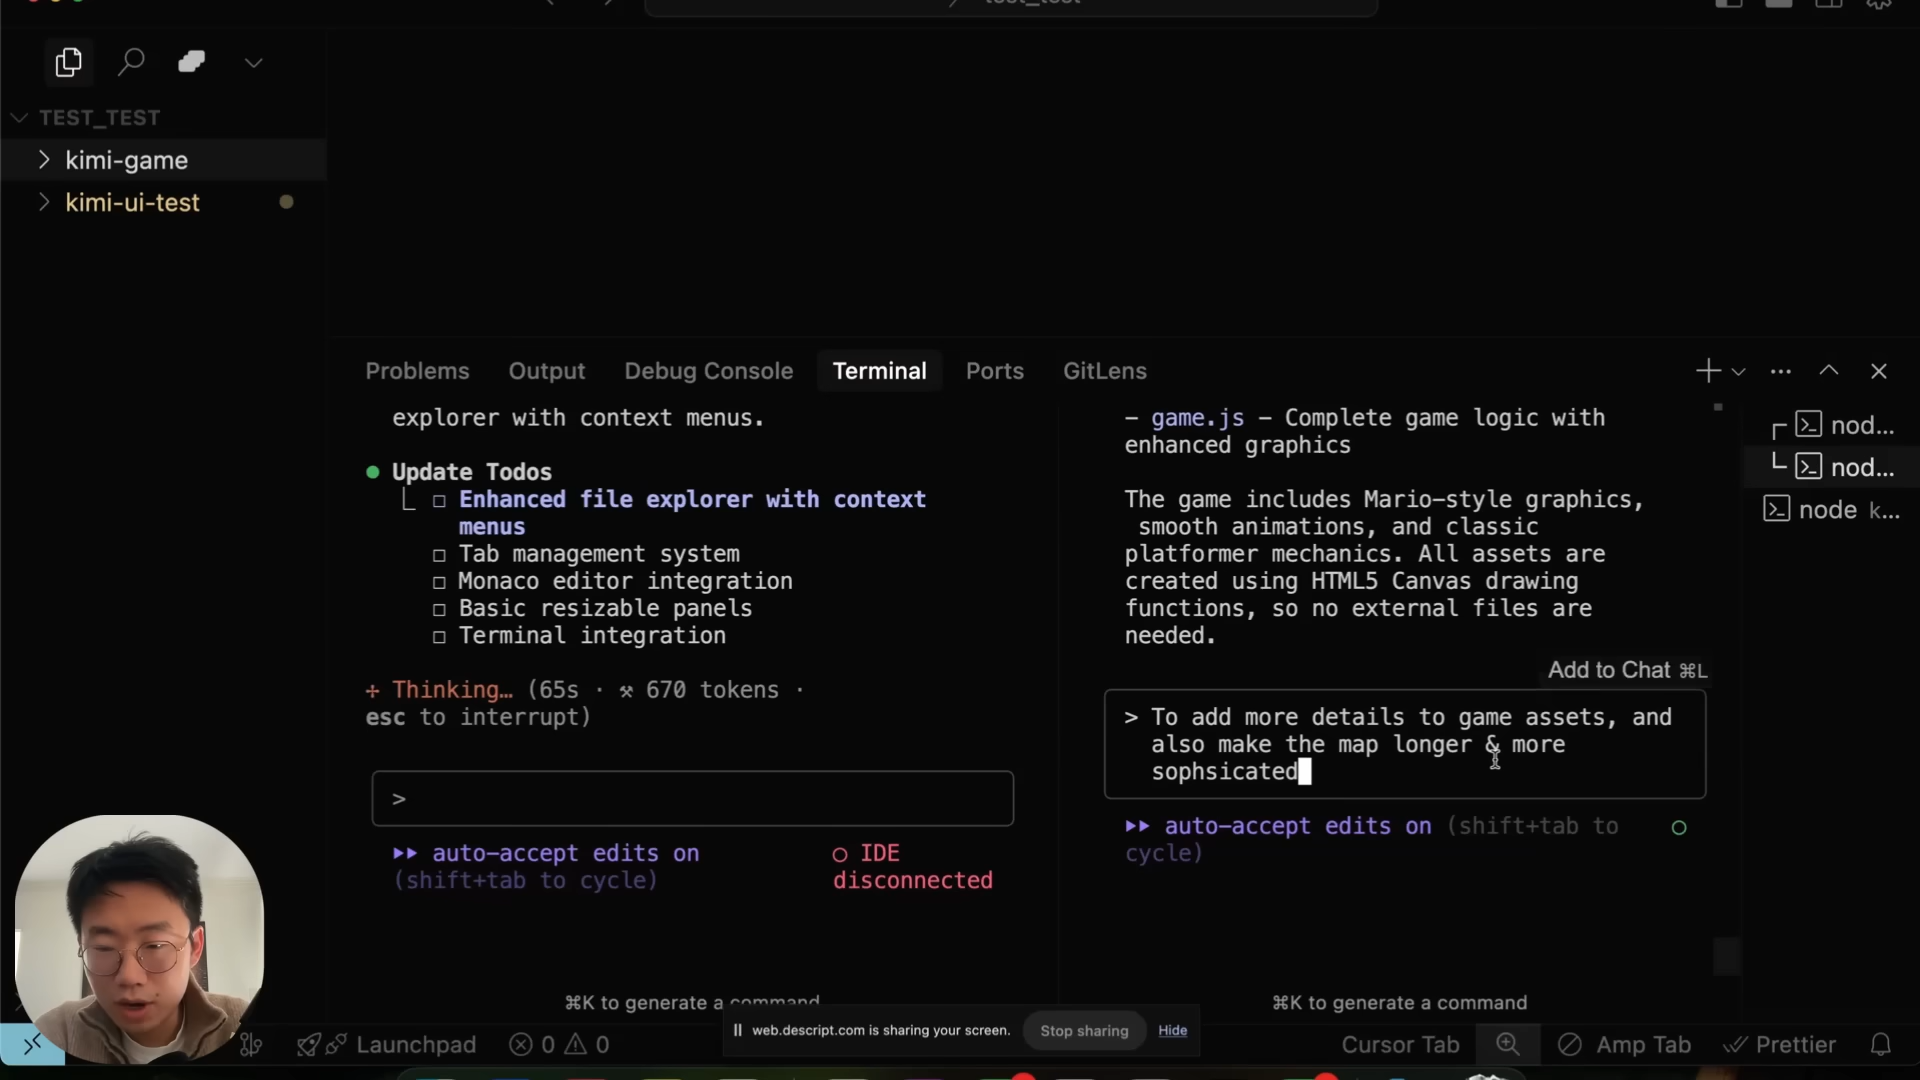 TEST_TEST
kimi-game
kimi-ui-test
Problems
Output
Debug Console
Terminal
Ports
GitLens
explorer with context menus.
Update Todos
Enhanced file explorer with context
menus
Tab management system
Monaco editor integration
Basic resizable panels
Terminal integration
Thinking… (65s · ⚒ 670 tokens ·
esc to interrupt)
>
auto-accept edits on
(shift+tab to cycle)
IDE
disconnected
⌘K to generate a command
- game.js - Complete game logic with
enhanced graphics
The game includes Mario-style graphics,
smooth animations, and classic
platformer mechanics. All assets are
created using HTML5 Canvas drawing
functions, so no external files are
needed.
Add to Chat ⌘L
> To add more details to game assets, and
also make the map longer & more
sophsicated
auto-accept edits on (shift+tab to
cycle)
⌘K to generate a command
nod...
nod...
node k...
web.descript.com is sharing your screen.
Stop sharing
Hide
Launchpad
0
0
Cursor Tab
Amp Tab
Prettier